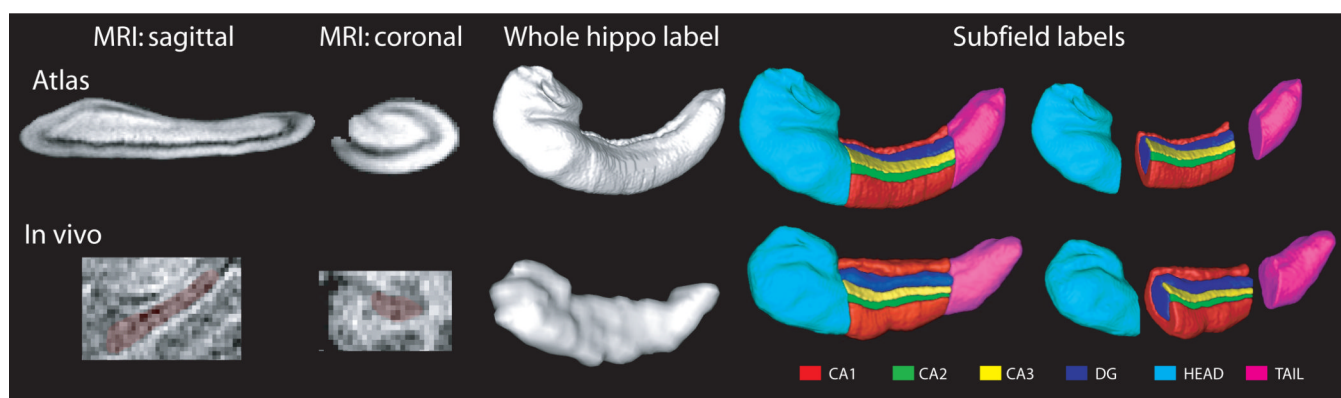 MRI: sagittal MRI: coronal Whole hippo label Subfield labels
Atlas
In vivo
CA1 CA2 CA3 DG HEAD TAIL